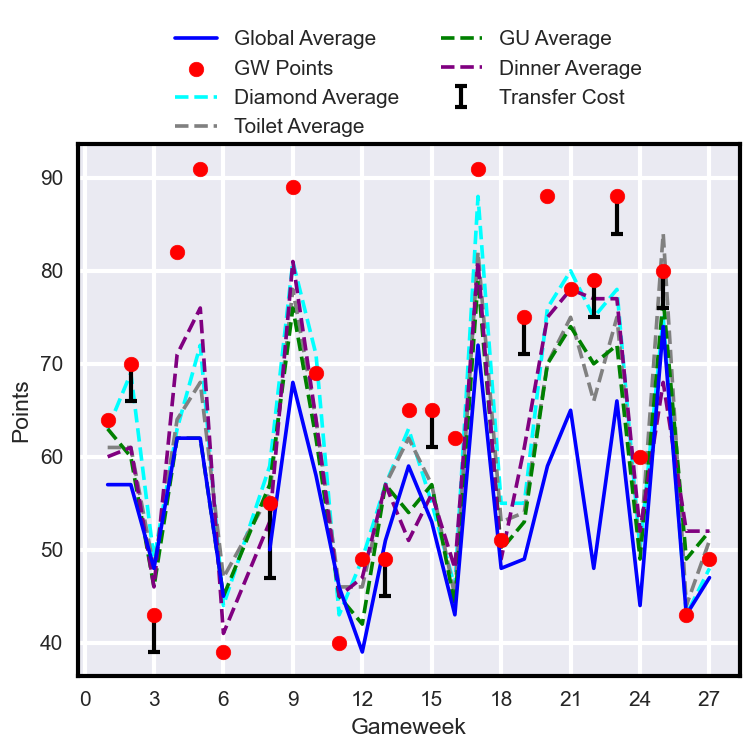 Global Average
GW Points
Diamond Average
Toilet Average
GU Average
Dinner Average
Transfer Cost
90
80
70
60
50
40
Points
0 3 6 9 12 15 18 21 24 27
Gameweek